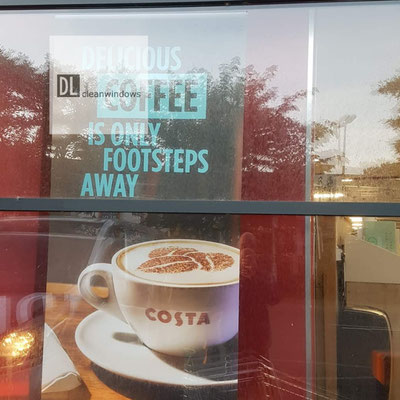 DELICIOUS
DL cleanwindows
COFFEE
IS ONLY
FOOTSTEPS
AWAY
COSTA